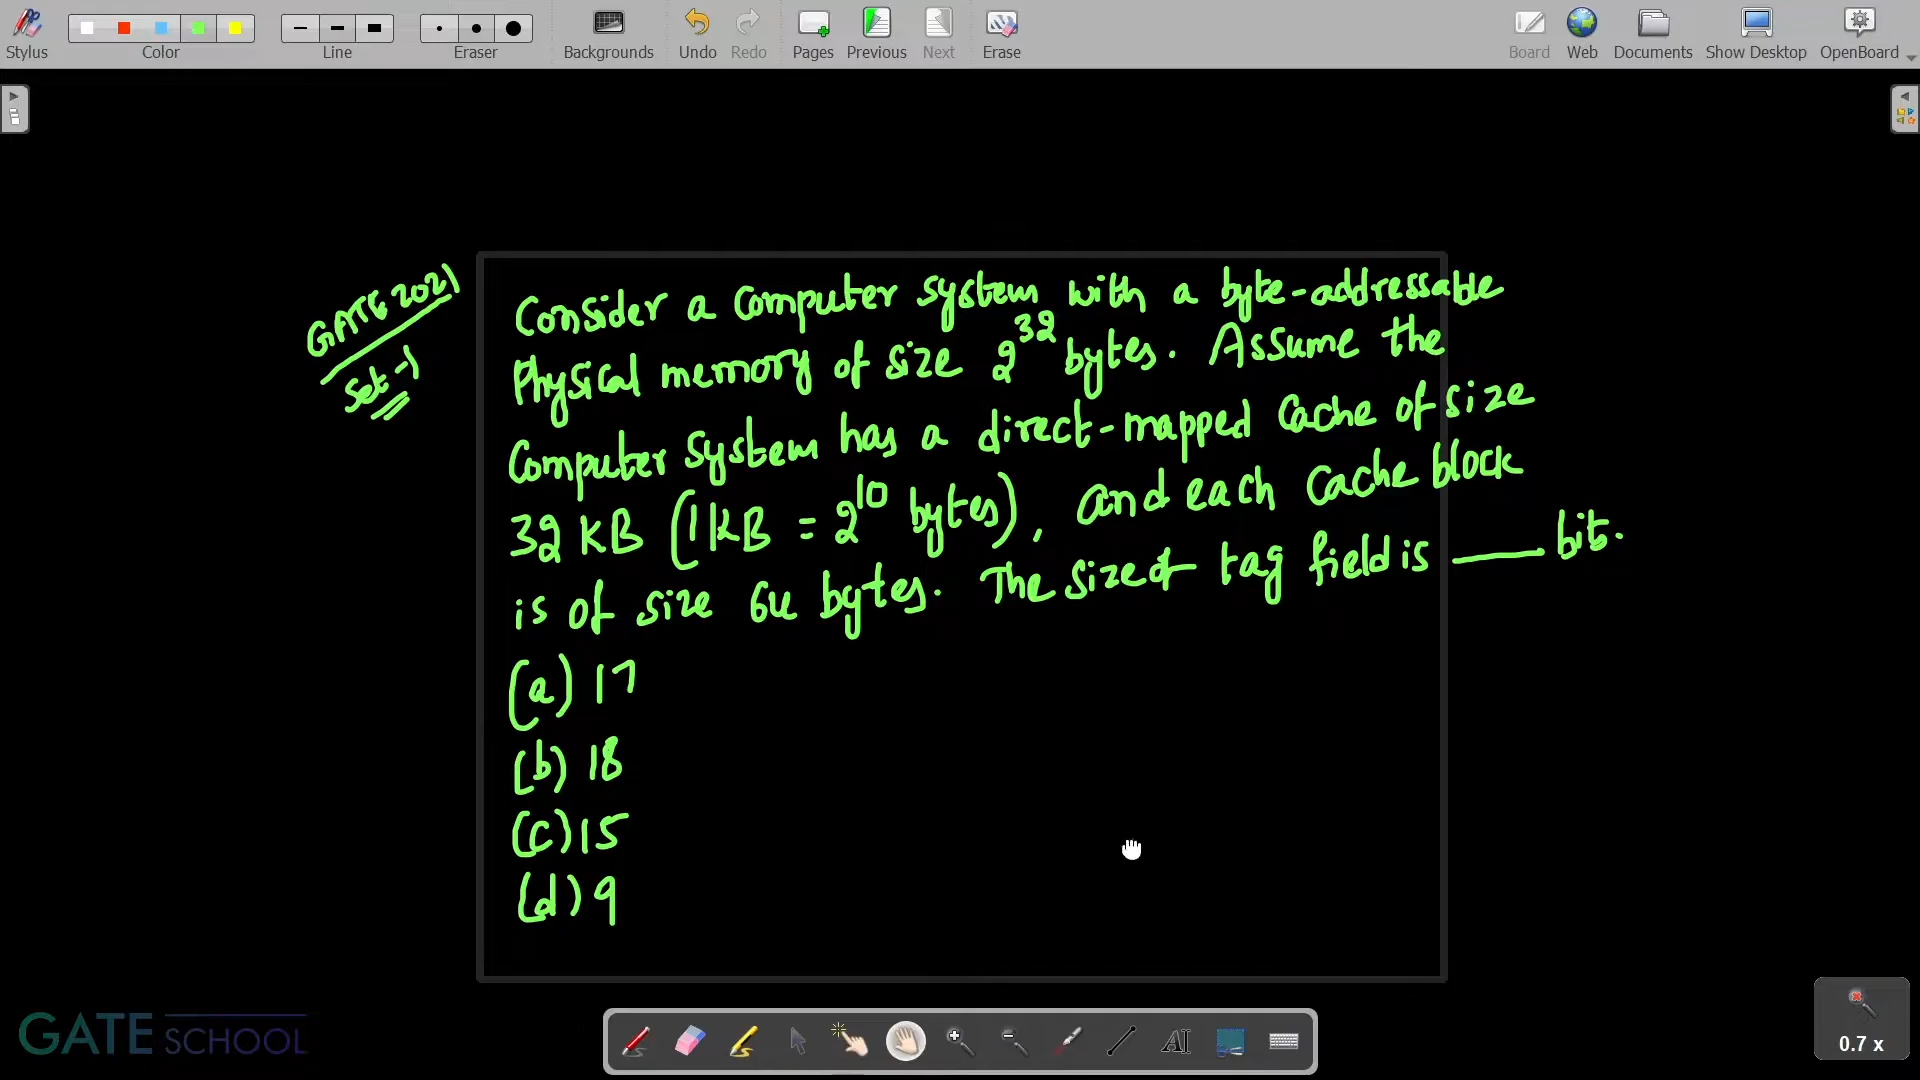 Stylus
Color
Line
Eraser
Backgrounds
Undo
Redo
Pages
Previous
Next
Erase
Board
Web
Documents
Show Desktop
OpenBoard
GATE 2021
Set-1
Consider a computer system with a byte-addressable
Physical memory of size 2^32 bytes. Assume the
Computer system has a direct-mapped Cache of size
32 KB (1KB = 2^10 bytes), and each Cache block
is of size 64 bytes. The size of tag field is ____ bits.
(a) 17
(b) 18
(c) 15
(d) 9
GATE SCHOOL
AI
0.7 x